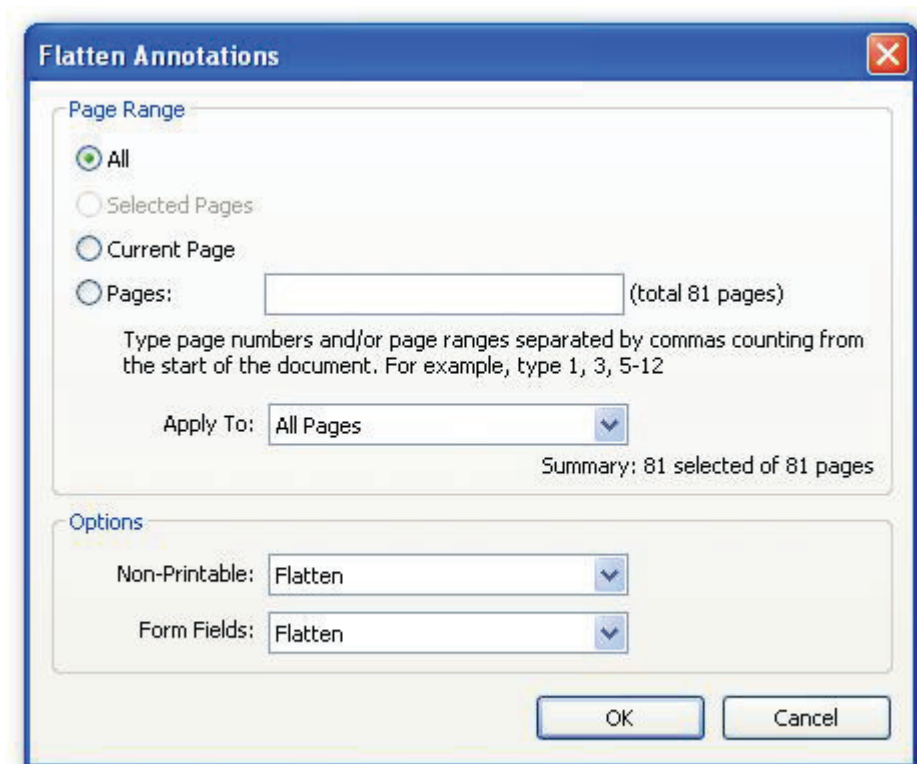 Flatten Annotations
Page Range
All
Selected Pages
Current Page
Pages: (total 81 pages)
Type page numbers and/or page ranges separated by commas counting from
the start of the document. For example, type 1, 3, 5-12
Apply To: All Pages
Summary: 81 selected of 81 pages
Options
Non-Printable: Flatten
Form Fields: Flatten
OK Cancel